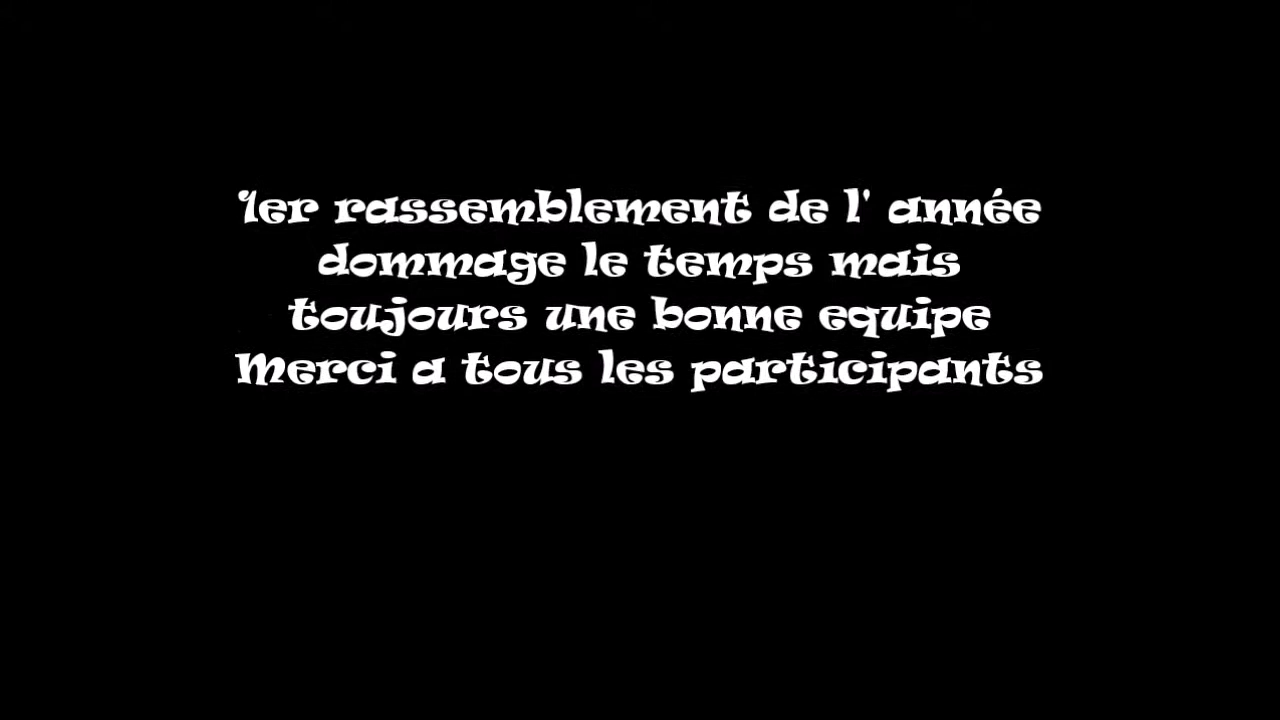 1er rassemblement de l' année
dommage le temps mais
toujours une bonne equipe
Merci a tous les participants